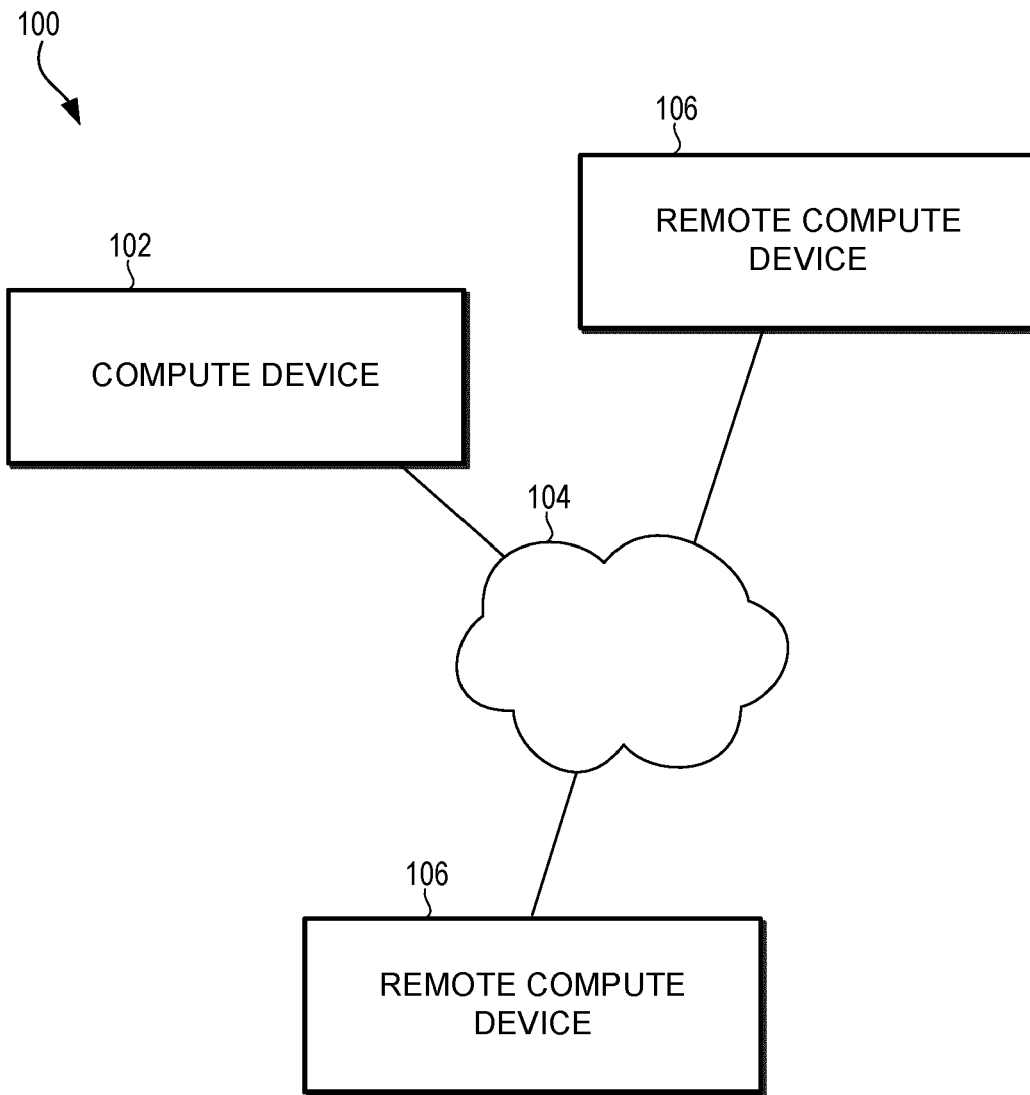 100
106
REMOTE COMPUTE
DEVICE
102
COMPUTE DEVICE
104
106
REMOTE COMPUTE
DEVICE